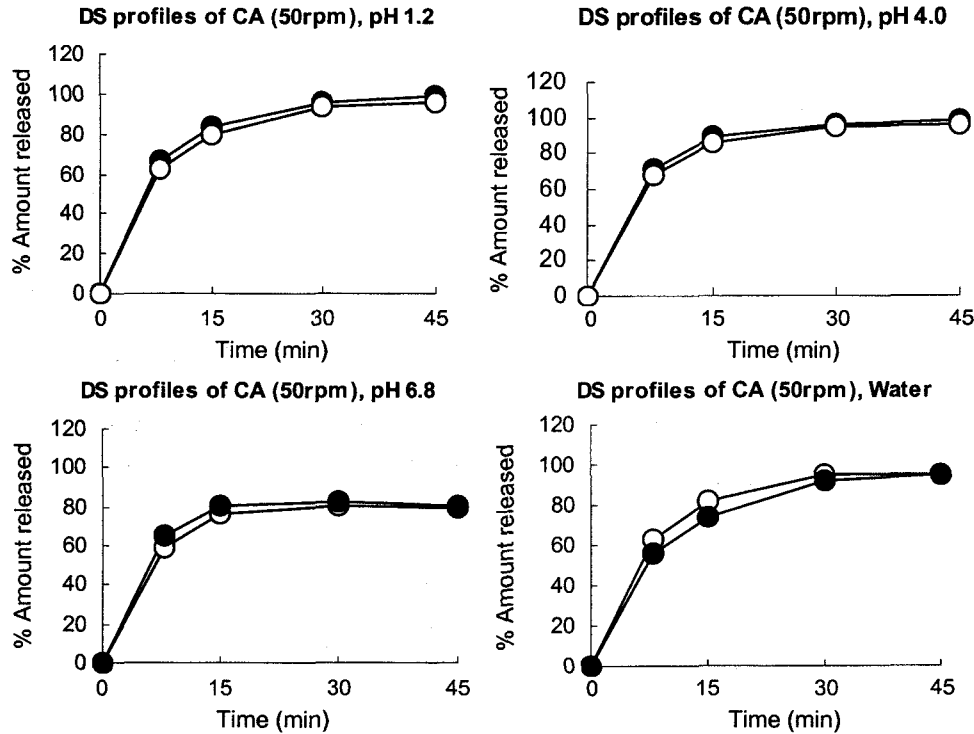 DS profiles of CA (50rpm), pH 1.2
120
100
80
60
40
20
0
% Amount released
0 15 30 45
Time (min)
DS profiles of CA (50rpm), pH 4.0
120
100
80
60
40
20
0
% Amount released
0 15 30 45
Time (min)
DS profiles of CA (50rpm), pH 6.8
120
100
80
60
40
20
0
% Amount released
0 15 30 45
Time (min)
DS profiles of CA (50rpm), Water
120
100
80
60
40
20
0
% Amount released
0 15 30 45
Time (min)